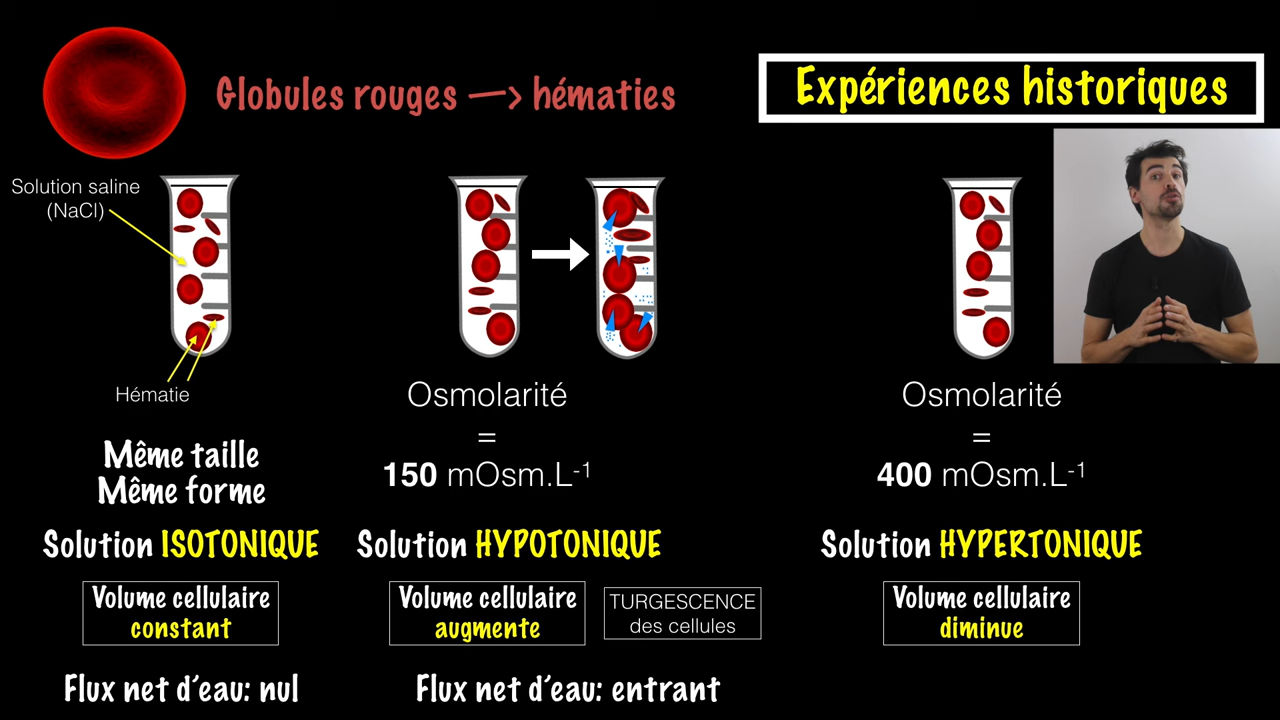 Globules rouges —> hématies
Expériences historiques
Solution saline
(NaCl)
Hématie
Même taille
Même forme
Solution ISOTONIQUE
Volume cellulaire
constant
Flux net d'eau: nul
Osmolarité
=
150 mOsm.L⁻¹
Solution HYPOTONIQUE
Volume cellulaire
augmente
TURGESCENCE
des cellules
Flux net d'eau: entrant
Osmolarité
=
400 mOsm.L⁻¹
Solution HYPERTONIQUE
Volume cellulaire
diminue